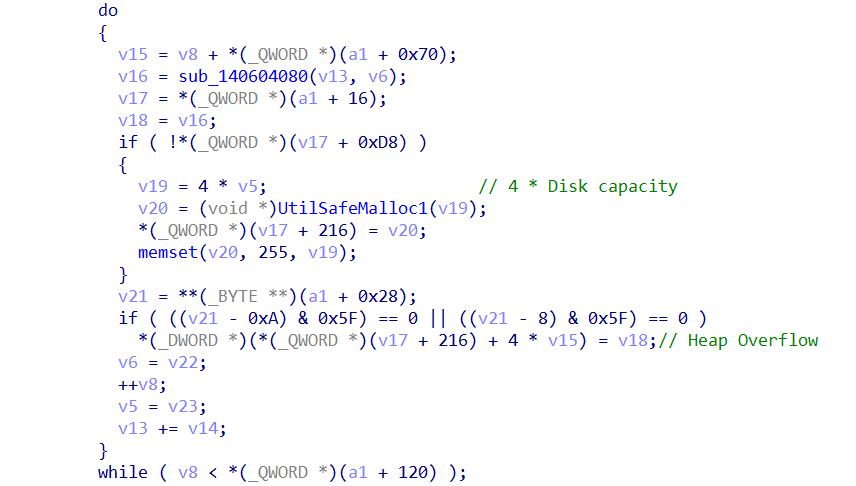 do
{
v15 = v8 + *(_QWORD *)(a1 + 0x70);
v16 = sub_140604080(v13, v6);
v17 = *(_QWORD *)(a1 + 16);
v18 = v16;
if ( !*(_QWORD *)(v17 + 0xD8) )
{
v19 = 4 * v5; // 4 * Disk capacity
v20 = (void *)UtilSafeMalloc1(v19);
*(_QWORD *)(v17 + 216) = v20;
memset(v20, 255, v19);
}
v21 = **(_BYTE **)(a1 + 0x28);
if ( ((v21 - 0xA) & 0x5F) == 0 || ((v21 - 8) & 0x5F) == 0 )
*(_DWORD *)(*(_QWORD *)(v17 + 216) + 4 * v15) = v18;// Heap Overflow
v6 = v22;
++v8;
v5 = v23;
v13 += v14;
}
while ( v8 < *(_QWORD *)(a1 + 120) );